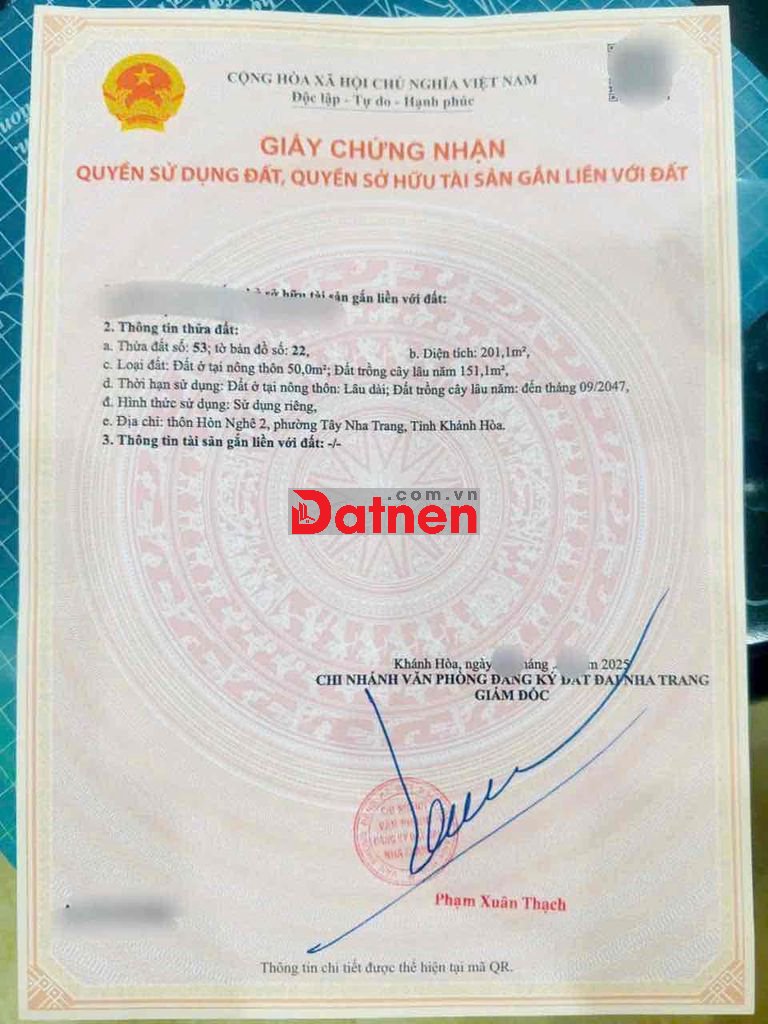 CỘNG HÒA XÃ HỘI CHỦ NGHĨA VIỆT NAM
Độc lập - Tự do - Hạnh phúc
GIẤY CHỨNG NHẬN
QUYỀN SỬ DỤNG ĐẤT, QUYỀN SỞ HỮU TÀI SẢN GẮN LIỀN VỚI ĐẤT
sở hữu tài sản gắn liền với đất:
2. Thông tin thửa đất:
a. Thửa đất số: 53; tờ bản đồ số: 22, b. Diện tích: 201,1m²,
c. Loại đất: Đất ở tại nông thôn 50,0m²; Đất trồng cây lâu năm 151,1m²,
d. Thời hạn sử dụng: Đất ở tại nông thôn: Lâu dài; Đất trồng cây lâu năm: đến tháng 09/2047,
đ. Hình thức sử dụng: Sử dụng riêng,
e. Địa chỉ: thôn Hòn Nghê 2, phường Tây Nha Trang, Tỉnh Khánh Hòa.
3. Thông tin tài sản gắn liền với đất: -/-
.com.vn
Datnen
Khánh Hòa, ngày tháng 2025
CHI NHÁNH VĂN PHÒNG ĐĂNG KÝ ĐẤT ĐAI NHA TRANG
GIÁM ĐỐC
Phạm Xuân Thạch
Thông tin chi tiết được thể hiện tại mã QR.